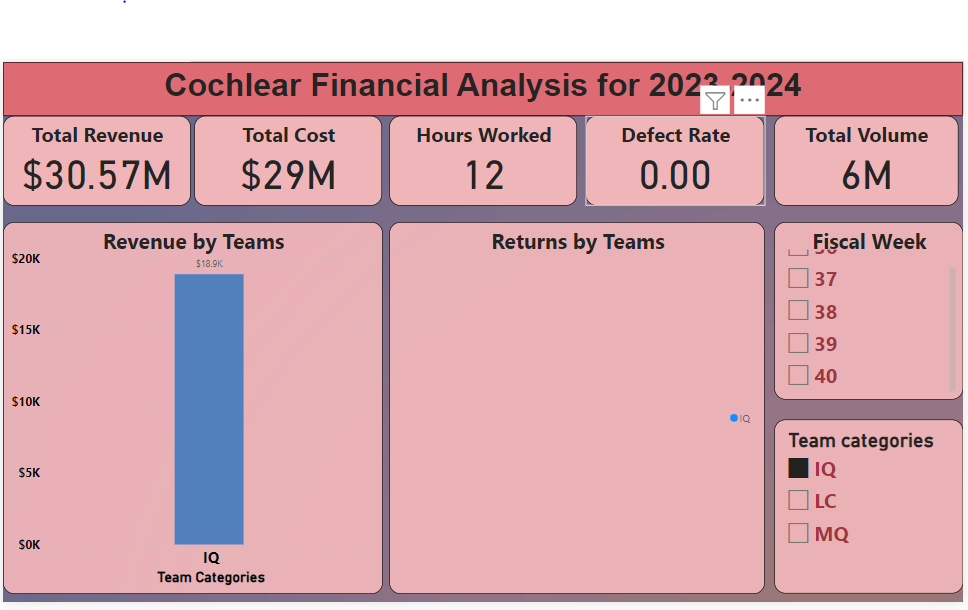 Cochlear Financial Analysis for 2023-2024
Total Revenue
$30.57M
Total Cost
$29M
Hours Worked
12
Defect Rate
0.00
Total Volume
6M
Revenue by Teams
$20K
$15K
$10K
$5K
$0K
$18.9K
IQ
Team Categories
Returns by Teams
IQ
Fiscal Week
37
38
39
40
Team categories
IQ
LC
MQ